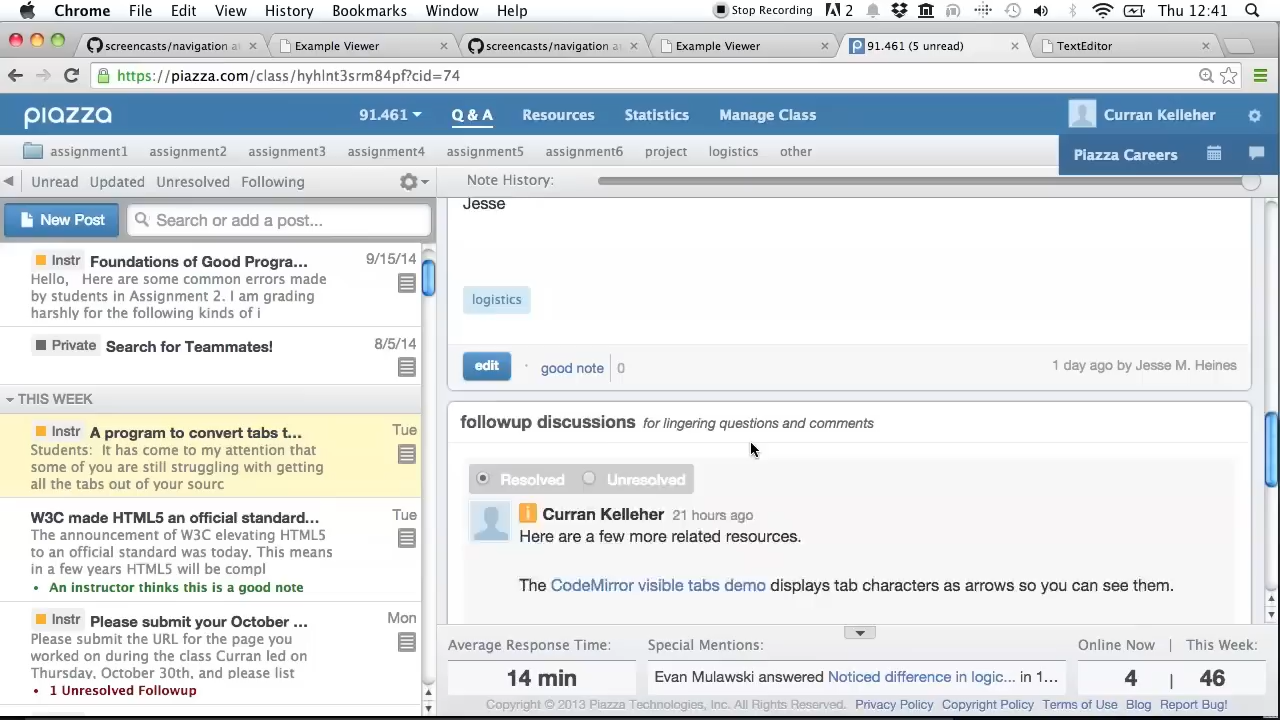 Chrome File Edit View History Bookmarks Window Help Stop Recording 2 Thu 12:41
screencasts/navigation a Example Viewer screencasts/navigation a Example Viewer 91.461 (5 unread) TextEditor
https://piazza.com/class/hyhlnt3srm84pf?cid=74
piazza 91.461 Q & A Resources Statistics Manage Class Curran Kelleher
assignment1 assignment2 assignment3 assignment4 assignment5 assignment6 project logistics other Piazza Careers
Unread Updated Unresolved Following
New Post Search or add a post...
Instr Foundations of Good Progra... 9/15/14
Hello, Here are some common errors made
by students in Assignment 2. I am grading
harshly for the following kinds of i
Private Search for Teammates! 8/5/14
THIS WEEK
Instr A program to convert tabs t... Tue
Students: It has come to my attention that
some of you are still struggling with getting
all the tabs out of your sourc
W3C made HTML5 an official standard... Tue
The announcement of W3C elevating HTML5
to an official standard was today. This means
in a few years HTML5 will be compl
• An instructor thinks this is a good note
Instr Please submit your October ... Mon
Please submit the URL for the page you
worked on during the class Curran led on
Thursday, October 30th, and please list
• 1 Unresolved Followup
Note History:
Jesse
logistics
edit · good note 0 1 day ago by Jesse M. Heines
followup discussions for lingering questions and comments
Resolved Unresolved
i Curran Kelleher 21 hours ago
Here are a few more related resources.
The CodeMirror visible tabs demo displays tab characters as arrows so you can see them.
Average Response Time: Special Mentions: Online Now | This Week:
14 min Evan Mulawski answered Noticed difference in logic... in 1... 4 | 46
Copyright © 2013 Piazza Technologies, Inc. All Rights Reserved. Privacy Policy Copyright Policy Terms of Use Blog Report Bug!